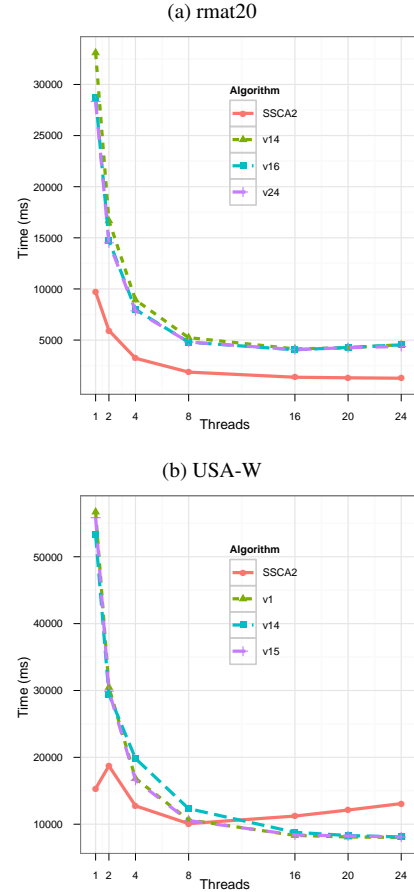 (a) rmat20
30000
25000
20000
15000
10000
5000
Time (ms)
Algorithm
SSCA2
v14
v16
v24
1 2 4 8 16 20 24
Threads
(b) USA-W
50000
40000
30000
20000
10000
Time (ms)
Algorithm
SSCA2
v1
v14
v15
1 2 4 8 16 20 24
Threads